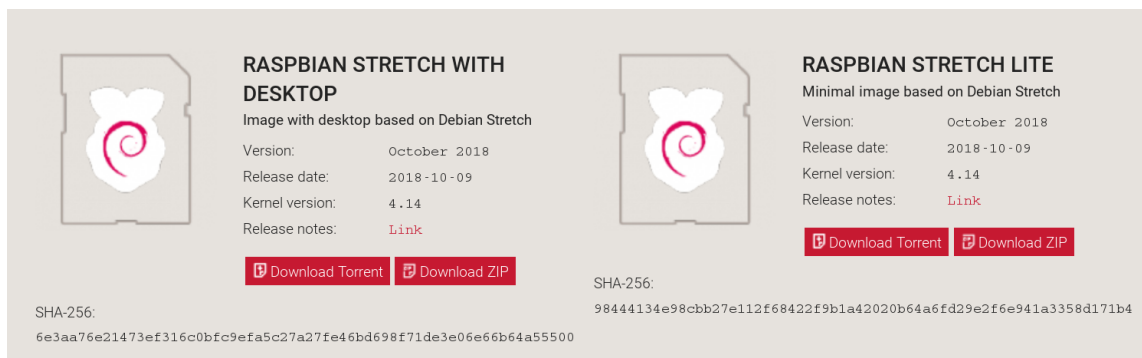 RASPBIAN STRETCH WITH
DESKTOP
Image with desktop based on Debian Stretch
Version: October 2018
Release date: 2018-10-09
Kernel version: 4.14
Release notes: Link
Download Torrent Download ZIP
SHA-256:
6e3aa76e21473ef316c0bfc9efa5c27a27fe46bd698f71de3e06e66b64a55500
RASPBIAN STRETCH LITE
Minimal image based on Debian Stretch
Version: October 2018
Release date: 2018-10-09
Kernel version: 4.14
Release notes: Link
Download Torrent Download ZIP
SHA-256:
98444134e98cbb27e112f68422f9b1a42020b64a6fd29e2f6e941a3358d171b4